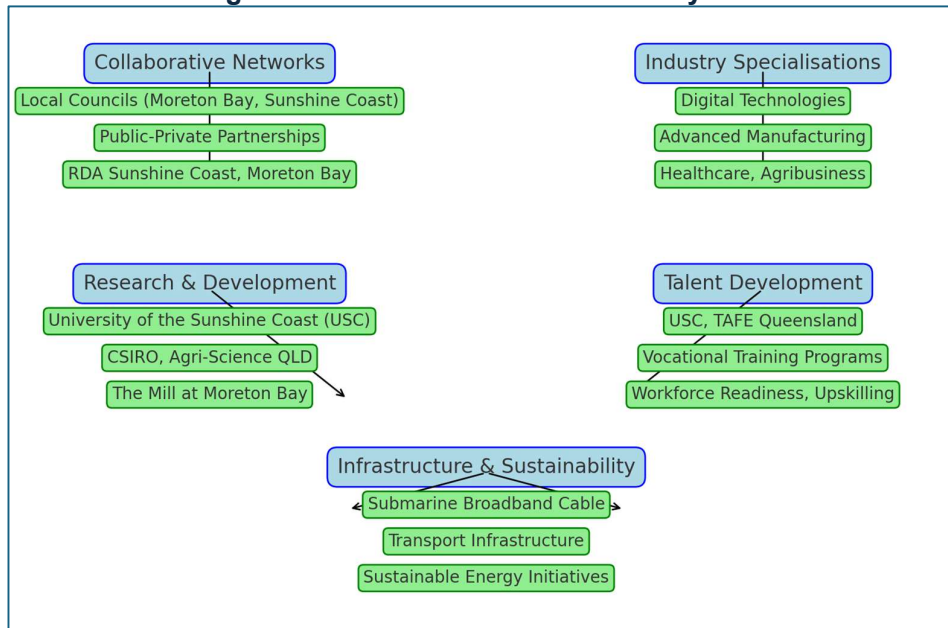 Collaborative Networks
Local Councils (Moreton Bay, Sunshine Coast)
Public-Private Partnerships
RDA Sunshine Coast, Moreton Bay
Industry Specialisations
Digital Technologies
Advanced Manufacturing
Healthcare, Agribusiness
Research & Development
University of the Sunshine Coast (USC)
CSIRO, Agri-Science QLD
The Mill at Moreton Bay
Talent Development
USC, TAFE Queensland
Vocational Training Programs
Workforce Readiness, Upskilling
Infrastructure & Sustainability
Submarine Broadband Cable
Transport Infrastructure
Sustainable Energy Initiatives